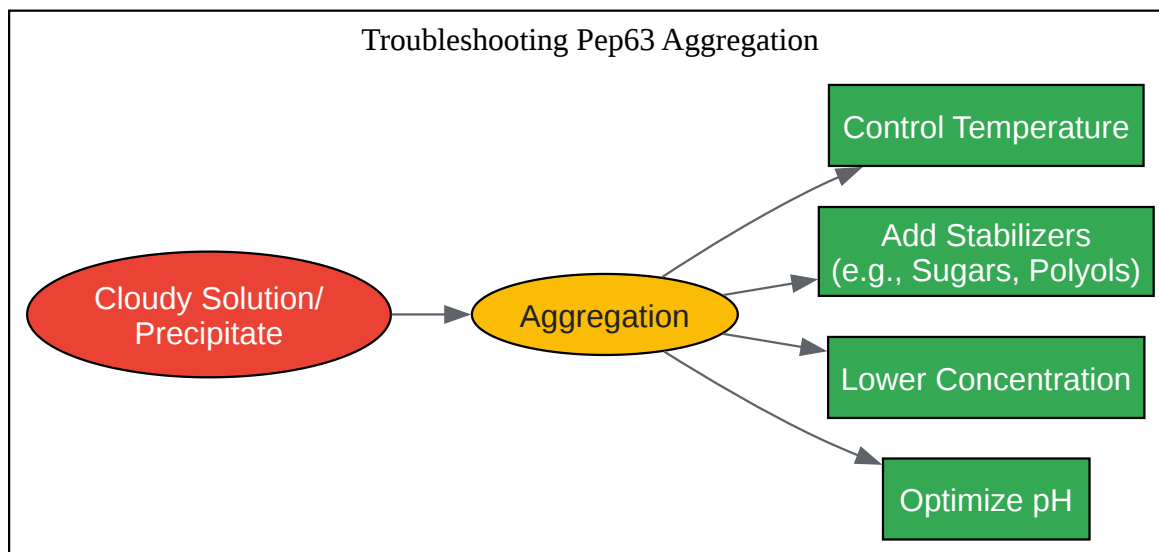 Troubleshooting Pep63 Aggregation
Cloudy Solution/
Precipitate
Aggregation
Control Temperature
Add Stabilizers
(e.g., Sugars, Polyols)
Lower Concentration
Optimize pH